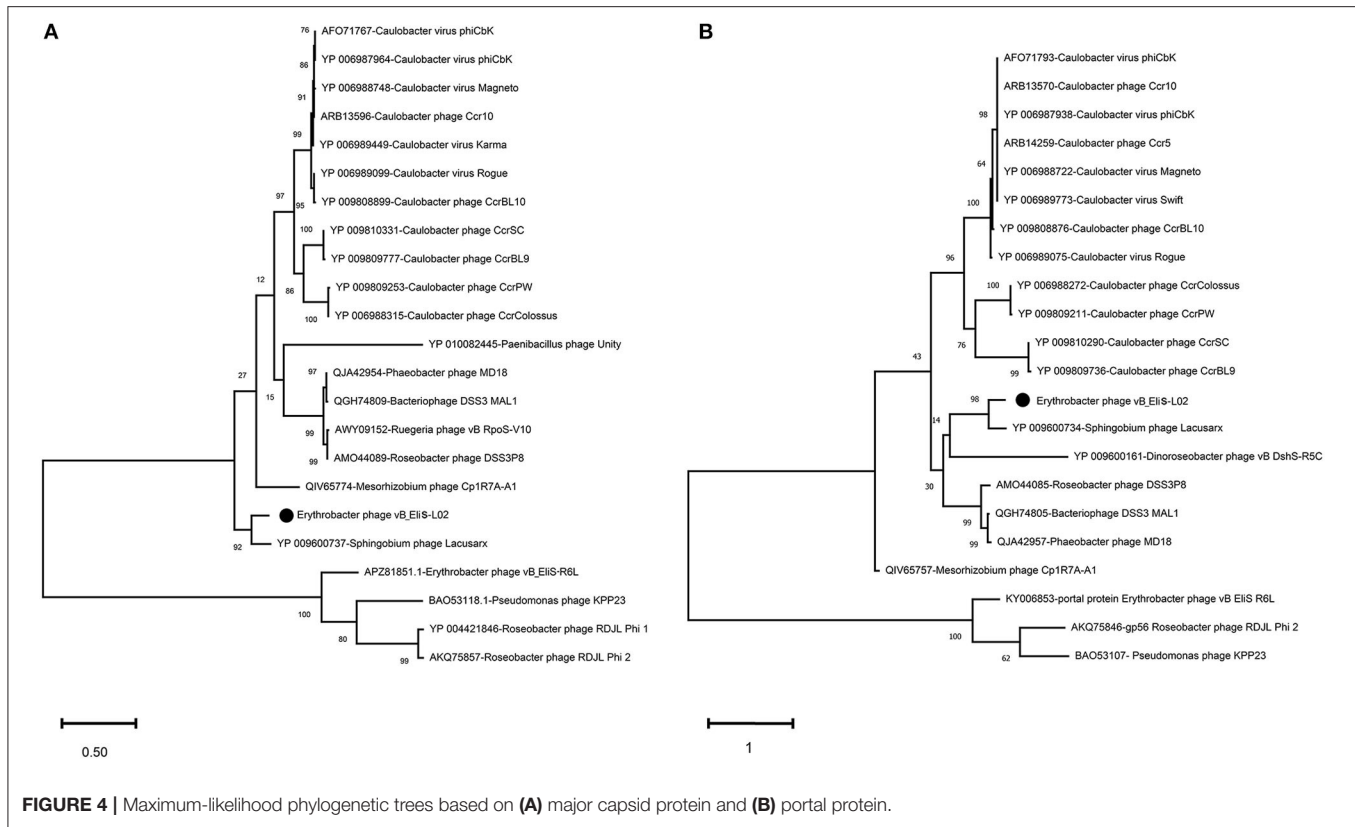 A
76
AFO71767-Caulobacter virus phiCbK
86
YP 006987964-Caulobacter virus phiCbK
91
YP 006988748-Caulobacter virus Magneto
ARB13596-Caulobacter phage Ccr10
99
YP 006989449-Caulobacter virus Karma
YP 006989099-Caulobacter virus Rogue
97
95
YP 009808899-Caulobacter phage CcrBL10
100
YP 009810331-Caulobacter phage CcrSC
YP 009809777-Caulobacter phage CcrBL9
12
86
YP 009809253-Caulobacter phage CcrPW
100
YP 006988315-Caulobacter phage CcrColossus
YP 010082445-Paenibacillus phage Unity
27
97
QJA42954-Phaeobacter phage MD18
15
QGH74809-Bacteriophage DSS3 MAL1
AWY09152-Ruegeria phage vB RpoS-V10
99
99
AMO44089-Roseobacter phage DSS3P8
QIV65774-Mesorhizobium phage Cp1R7A-A1
Erythrobacter phage vB_EliS-L02
92
YP 009600737-Sphingobium phage Lacusarx
APZ81851.1-Erythrobacter phage vB_EliS-R6L
100
BAO53118.1-Pseudomonas phage KPP23
80
YP 004421846-Roseobacter phage RDJL Phi 1
99
AKQ75857-Roseobacter phage RDJL Phi 2
0.50
B
AFO71793-Caulobacter virus phiCbK
ARB13570-Caulobacter phage Ccr10
98
YP 006987938-Caulobacter virus phiCbK
ARB14259-Caulobacter phage Ccr5
64
YP 006988722-Caulobacter virus Magneto
100
YP 006989773-Caulobacter virus Swift
YP 009808876-Caulobacter phage CcrBL10
96
YP 006989075-Caulobacter virus Rogue
100
YP 006988272-Caulobacter phage CcrColossus
YP 009809211-Caulobacter phage CcrPW
76
YP 009810290-Caulobacter phage CcrSC
43
99
YP 009809736-Caulobacter phage CcrBL9
98
Erythrobacter phage vB_EliS-L02
14
YP 009600734-Sphingobium phage Lacusarx
YP 009600161-Dinoroseobacter phage vB DshS-R5C
30
AMO44085-Roseobacter phage DSS3P8
99
QGH74805-Bacteriophage DSS3 MAL1
99
QJA42957-Phaeobacter phage MD18
QIV65757-Mesorhizobium phage Cp1R7A-A1
KY006853-portal protein Erythrobacter phage vB EliS R6L
100
AKQ75846-gp56 Roseobacter phage RDJL Phi 2
62
BAO53107- Pseudomonas phage KPP23
1
FIGURE 4 | Maximum-likelihood phylogenetic trees based on (A) major capsid protein and (B) portal protein.